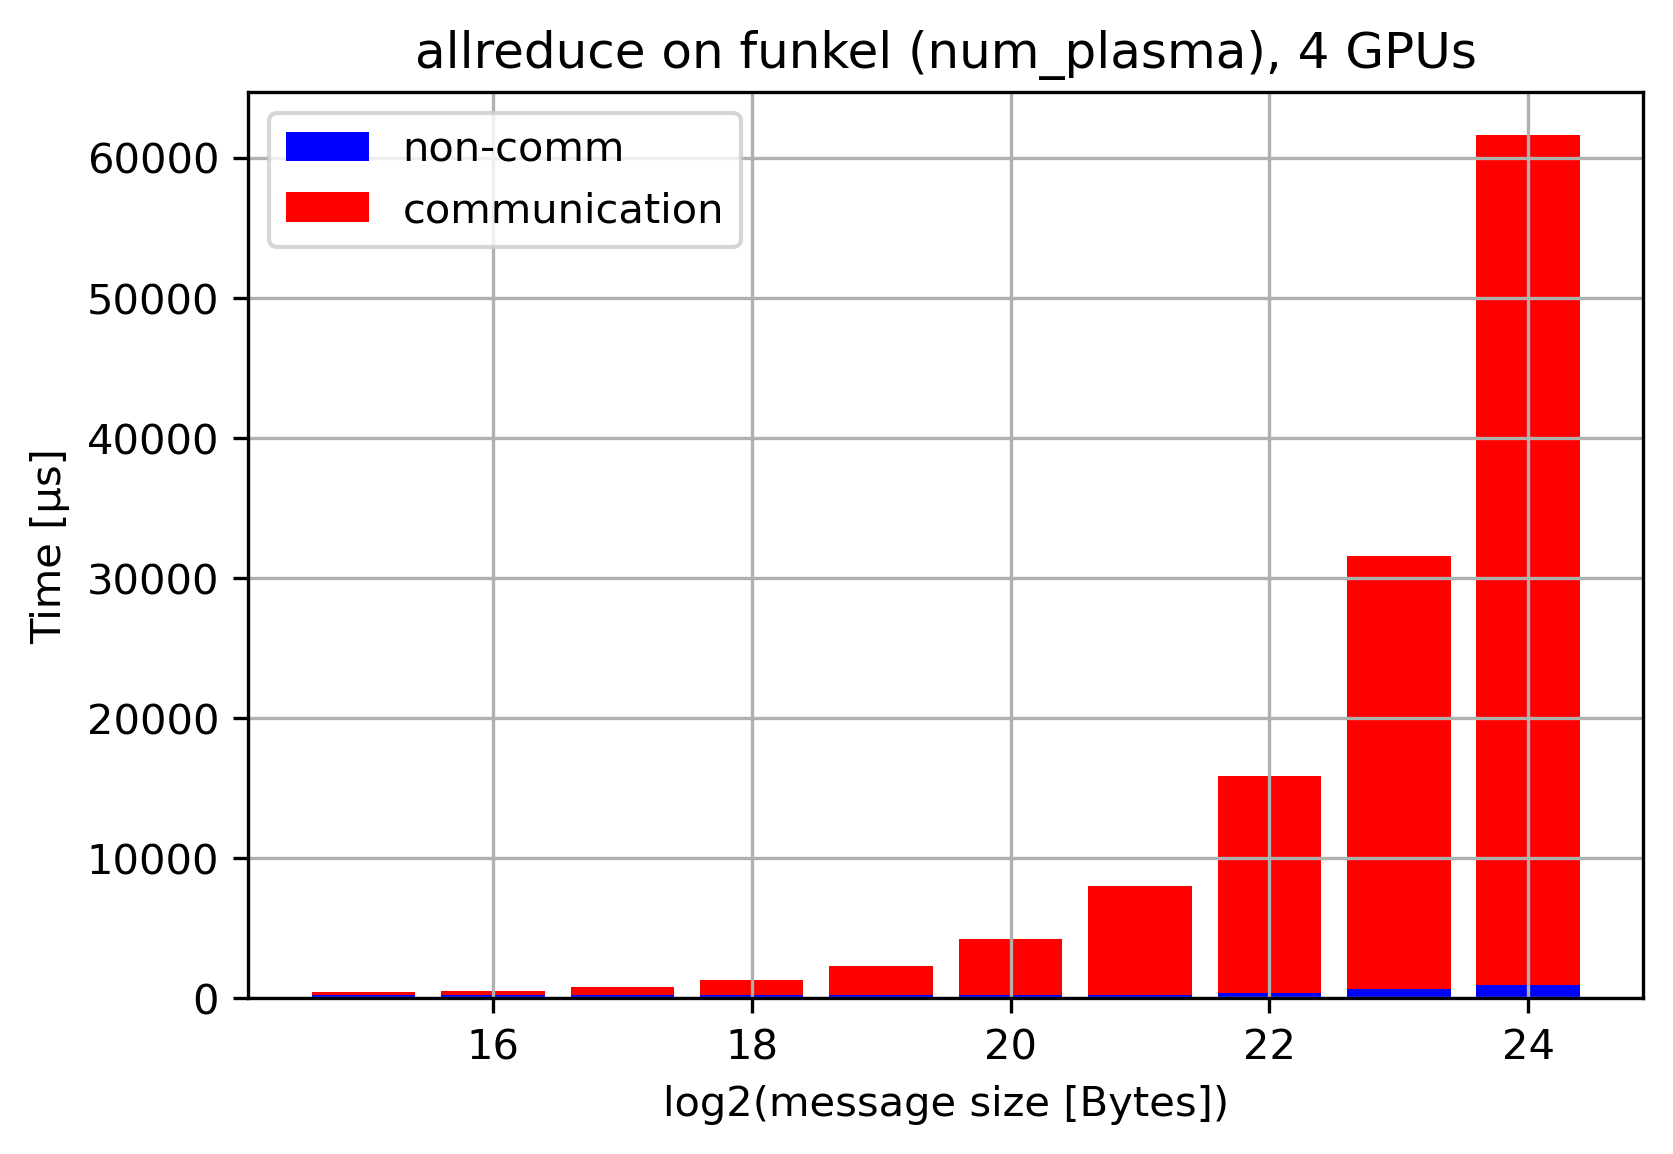 allreduce on funkel (num_plasma), 4 GPUs
non-comm
communication
60000
50000
40000
30000
20000
10000
0
Time [µs]
16 18 20 22 24
log2(message size [Bytes])